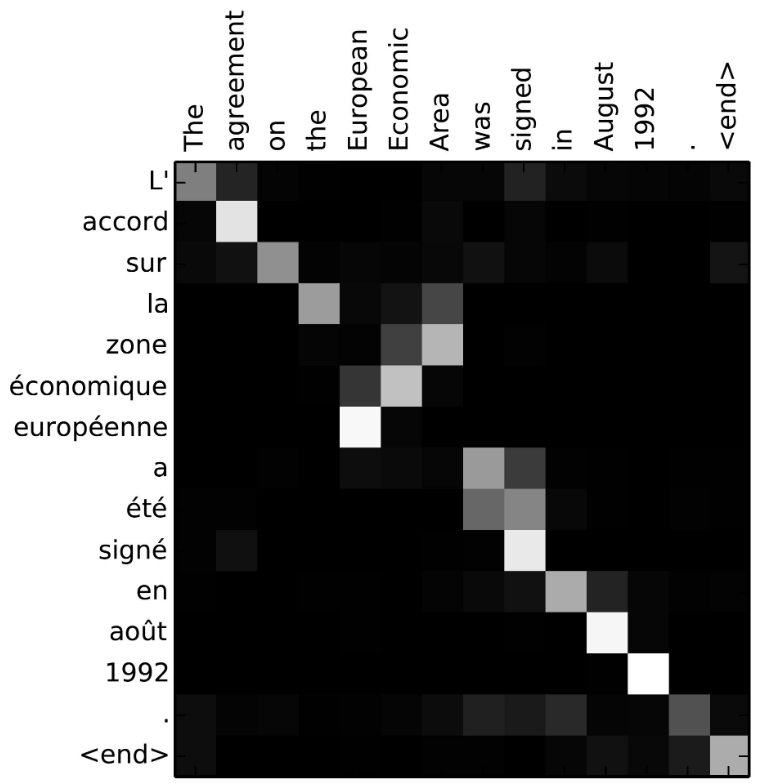 The agreement on the European Economic Area was signed in August 1992 . <end>
L'
accord
sur
la
zone
économique
européenne
a
été
signé
en
août
1992
.
<end>